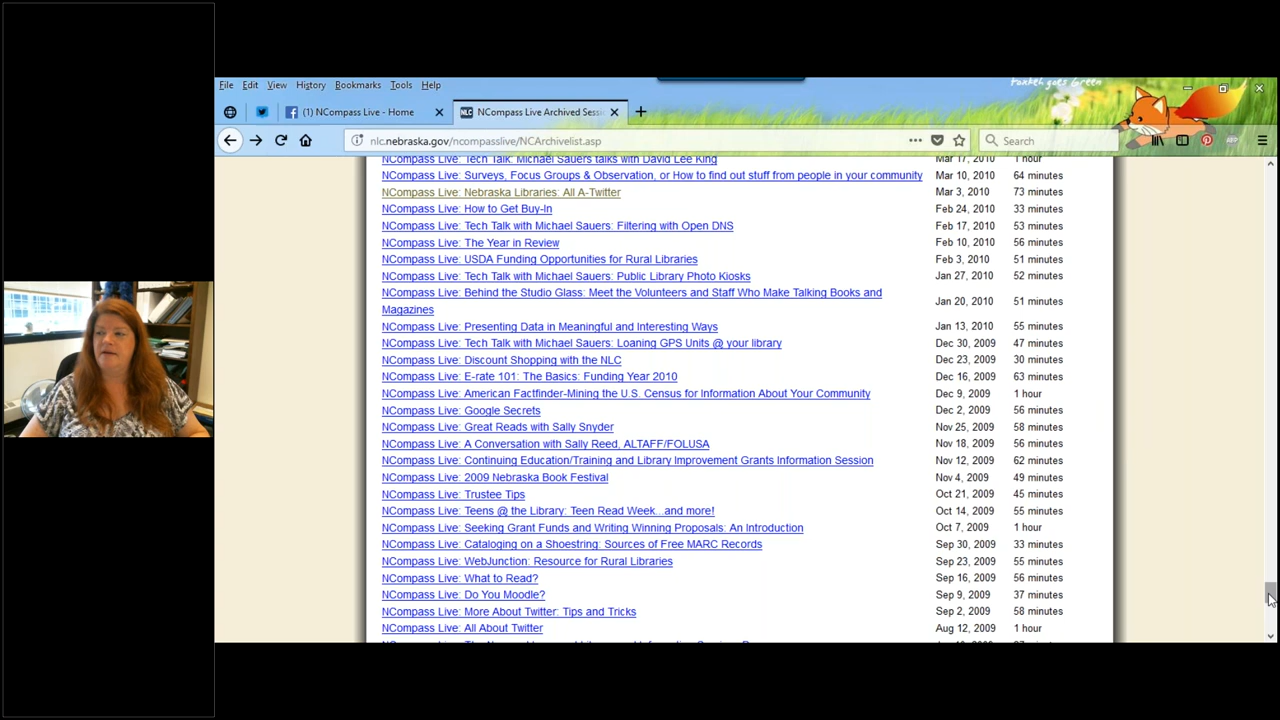 foxkeh goes Green
File Edit View History Bookmarks Tools Help
(1) NCompass Live - Home
NLC NCompass Live Archived Sessi
nlc.nebraska.gov/ncompasslive/NCArchivelist.asp
Search
ABP
NCompass Live: Tech Talk: Michael Sauers talks with David Lee King Mar 17, 2010 1 hour
NCompass Live: Surveys, Focus Groups & Observation, or How to find out stuff from people in your community Mar 10, 2010 64 minutes
NCompass Live: Nebraska Libraries: All A-Twitter Mar 3, 2010 73 minutes
NCompass Live: How to Get Buy-In Feb 24, 2010 33 minutes
NCompass Live: Tech Talk with Michael Sauers: Filtering with Open DNS Feb 17, 2010 53 minutes
NCompass Live: The Year in Review Feb 10, 2010 56 minutes
NCompass Live: USDA Funding Opportunities for Rural Libraries Feb 3, 2010 51 minutes
NCompass Live: Tech Talk with Michael Sauers: Public Library Photo Kiosks Jan 27, 2010 52 minutes
NCompass Live: Behind the Studio Glass: Meet the Volunteers and Staff Who Make Talking Books and
Magazines Jan 20, 2010 51 minutes
NCompass Live: Presenting Data in Meaningful and Interesting Ways Jan 13, 2010 55 minutes
NCompass Live: Tech Talk with Michael Sauers: Loaning GPS Units @ your library Dec 30, 2009 47 minutes
NCompass Live: Discount Shopping with the NLC Dec 23, 2009 30 minutes
NCompass Live: E-rate 101: The Basics: Funding Year 2010 Dec 16, 2009 63 minutes
NCompass Live: American Factfinder-Mining the U.S. Census for Information About Your Community Dec 9, 2009 1 hour
NCompass Live: Google Secrets Dec 2, 2009 56 minutes
NCompass Live: Great Reads with Sally Snyder Nov 25, 2009 58 minutes
NCompass Live: A Conversation with Sally Reed, ALTAFF/FOLUSA Nov 18, 2009 56 minutes
NCompass Live: Continuing Education/Training and Library Improvement Grants Information Session Nov 12, 2009 62 minutes
NCompass Live: 2009 Nebraska Book Festival Nov 4, 2009 49 minutes
NCompass Live: Trustee Tips Oct 21, 2009 45 minutes
NCompass Live: Teens @ the Library: Teen Read Week...and more! Oct 14, 2009 55 minutes
NCompass Live: Seeking Grant Funds and Writing Winning Proposals: An Introduction Oct 7, 2009 1 hour
NCompass Live: Cataloging on a Shoestring: Sources of Free MARC Records Sep 30, 2009 33 minutes
NCompass Live: WebJunction: Resource for Rural Libraries Sep 23, 2009 55 minutes
NCompass Live: What to Read? Sep 16, 2009 56 minutes
NCompass Live: Do You Moodle? Sep 9, 2009 37 minutes
NCompass Live: More About Twitter: Tips and Tricks Sep 2, 2009 58 minutes
NCompass Live: All About Twitter Aug 12, 2009 1 hour